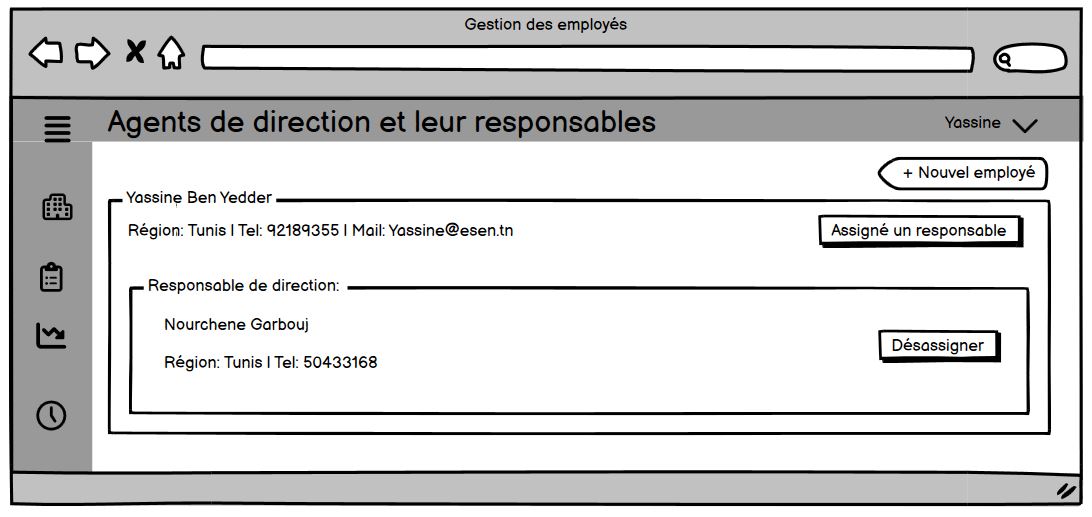 Gestion des employés
Agents de direction et leur responsables
Yassine
+ Nouvel employé
Yassine Ben Yedder
Région: Tunis | Tel: 92189355 | Mail: Yassine@esen.tn
Assigné un responsable
Responsable de direction:
Nourchene Garbouj
Région: Tunis | Tel: 50433168
Désassigner